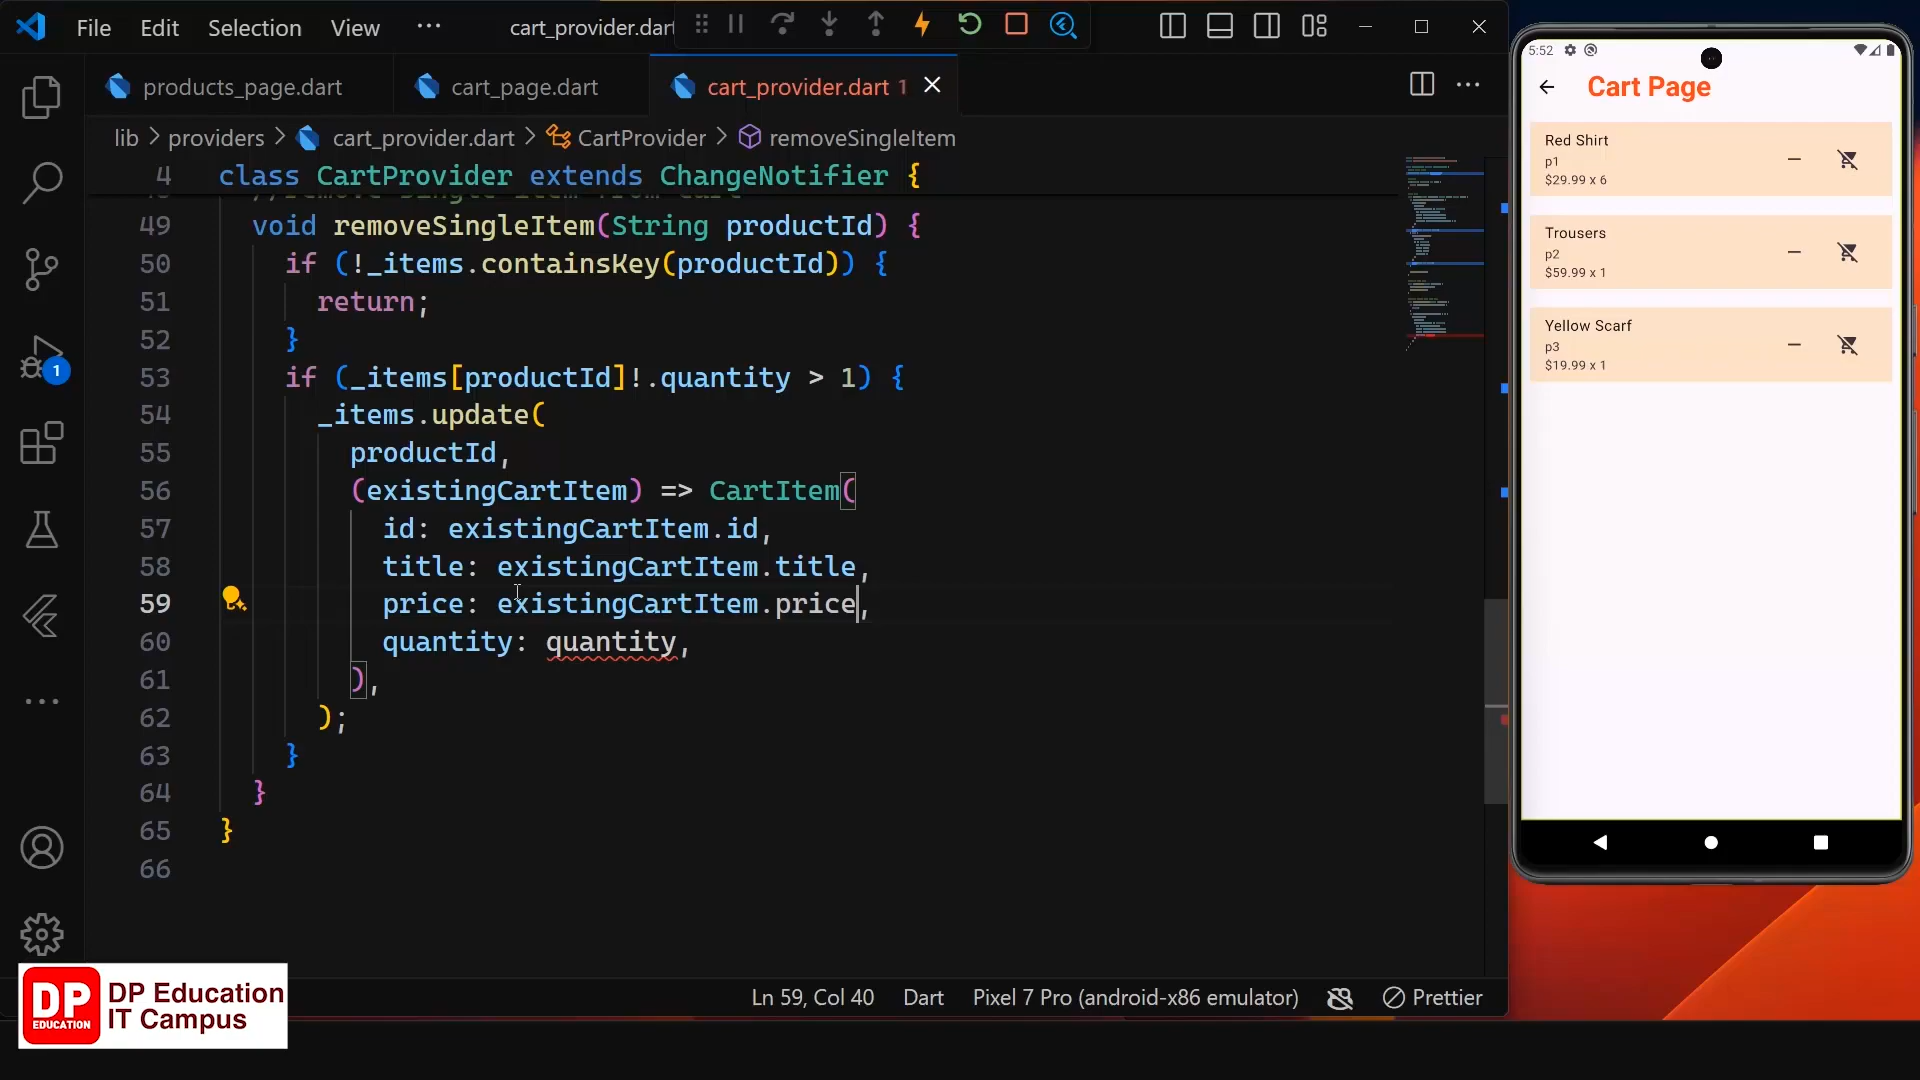 File Edit Selection View ··· cart_provider.dart
products_page.dart cart_page.dart cart_provider.dart 1
lib > providers > cart_provider.dart > CartProvider > removeSingleItem
4 class CartProvider extends ChangeNotifier {
49 void removeSingleItem(String productId) {
50 if (!_items.containsKey(productId)) {
51 return;
52 }
53 if (_items[productId]!.quantity > 1) {
54 _items.update(
55 productId,
56 (existingCartItem) => CartItem(
57 id: existingCartItem.id,
58 title: existingCartItem.title,
59 price: existingCartItem.price,
60 quantity: quantity,
61 ),
62 );
63 }
64 }
65 }
66
1
Ln 59, Col 40 Dart Pixel 7 Pro (android-x86 emulator) Prettier
DP EDUCATION
DP Education
IT Campus
5:52
Cart Page
Red Shirt
p1
$29.99 x 6
Trousers
p2
$59.99 x 1
Yellow Scarf
p3
$19.99 x 1